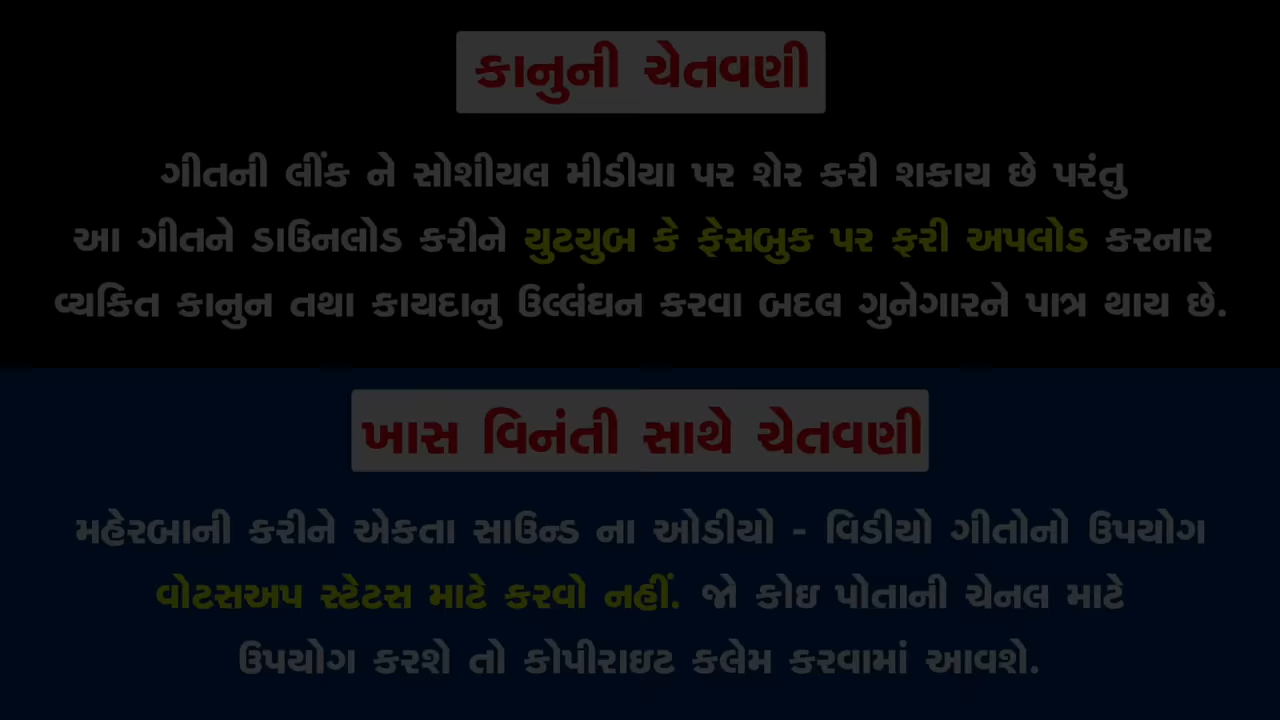 કાનુની ચેતવણી
ગીતની લીંક ને સોશીયલ મીડીયા પર શેર કરી શકાય છે પરંતુ
આ ગીતને ડાઉનલોડ કરીને યુટયુબ કે ફેસબુક પર ફરી અપલોડ કરનાર
વ્યકિત કાનુન તથા કાયદાનુ ઉલ્લંઘન કરવા બદલ ગુનેગારને પાત્ર થાય છે.
ખાસ વિનંતી સાથે ચેતવણી
મહેરબાની કરીને એકતા સાઉન્ડ ના ઓડીયો - વિડીયો ગીતોનો ઉપયોગ
વોટસઅપ સ્ટેટસ માટે કરવો નહીં. જો કોઇ પોતાની ચેનલ માટે
ઉપયોગ કરશે તો કોપીરાઇટ કલેમ કરવામાં આવશે.